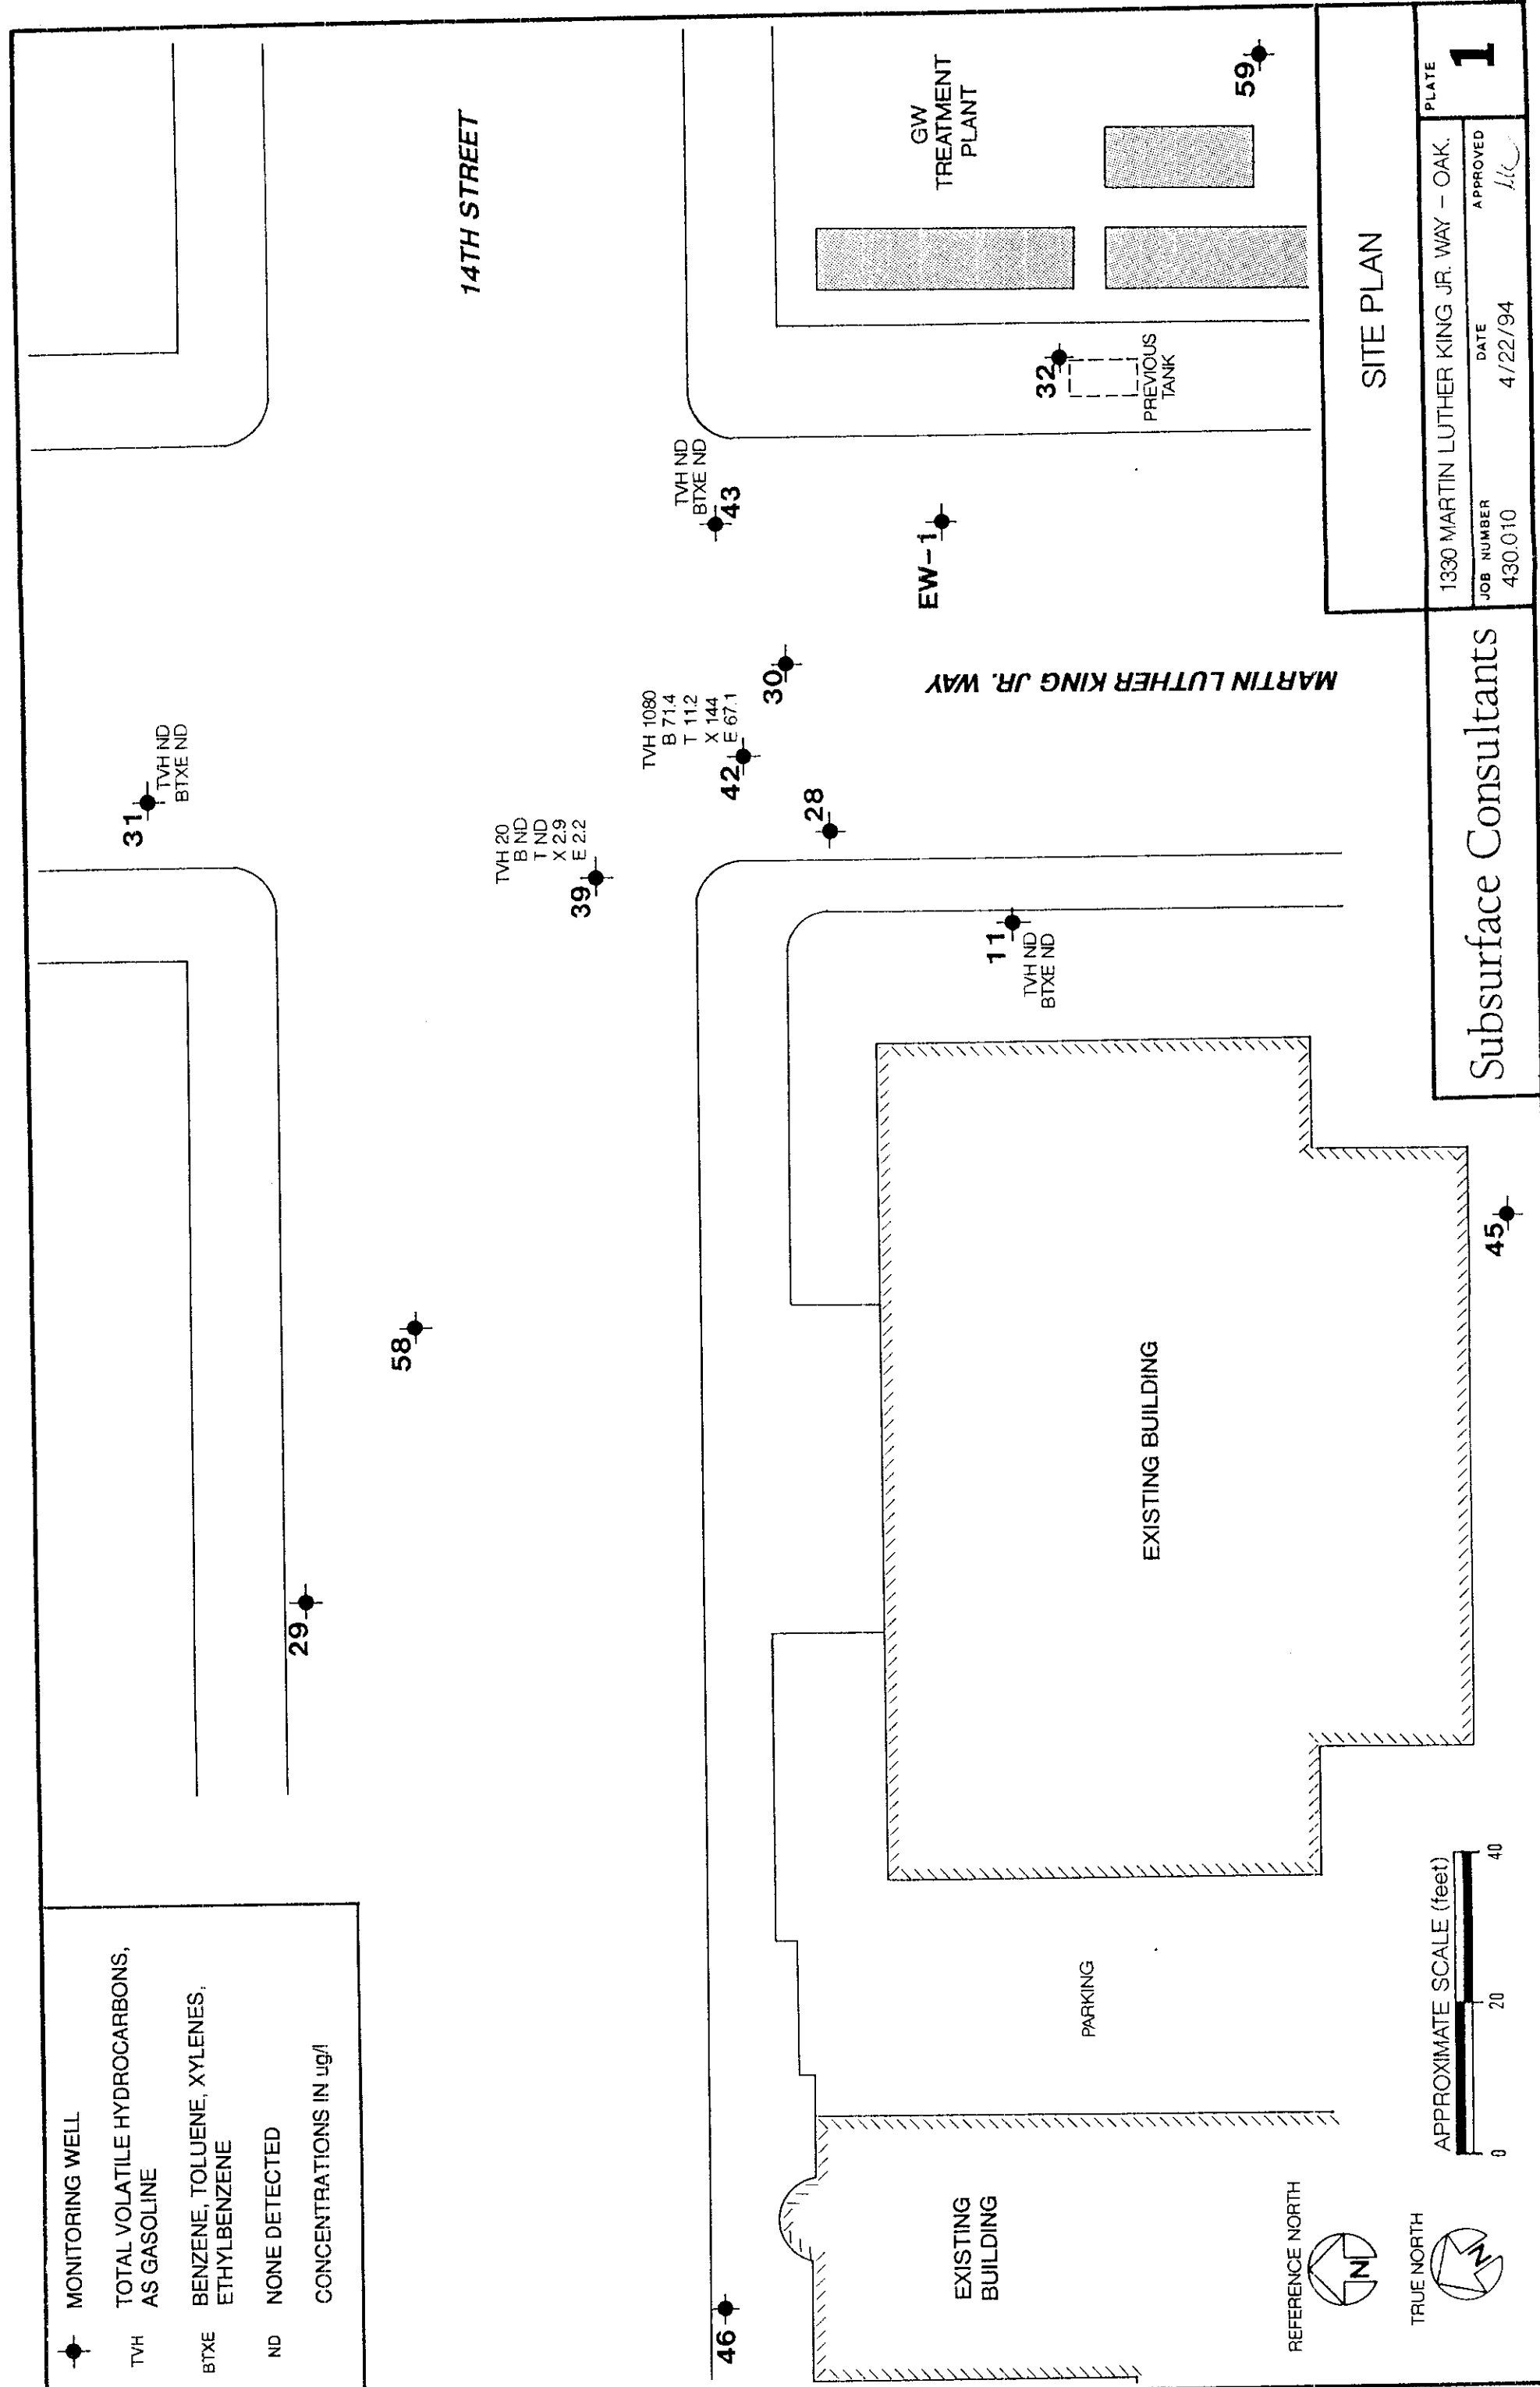 MONITORING WELL
TVH TOTAL VOLATILE HYDROCARBONS,
AS GASOLINE
BTXE BENZENE, TOLUENE, XYLENES,
ETHYLBENZENE
ND NONE DETECTED
CONCENTRATIONS IN ug/l
31
TVH ND
BTXE ND
14TH STREET
29
58
TVH 20
B ND
T ND
X 2.9
E 2.2
39
TVH 1080
B 71.4
T 11.2
X 144
E 67.1
42
TVH ND
BTXE ND
43
30
28
46
EW-1
GW
TREATMENT
PLANT
11
TVH ND
BTXE ND
32
PREVIOUS
TANK
MARTIN LUTHER KING JR. WAY
59
EXISTING
BUILDING
PARKING
EXISTING BUILDING
45
REFERENCE NORTH
N
TRUE NORTH
N
APPROXIMATE SCALE (feet)
0 20 40
SITE PLAN
Subsurface Consultants
1330 MARTIN LUTHER KING JR. WAY - OAK.
JOB NUMBER
430.010
DATE
4/22/94
APPROVED
PLATE
1